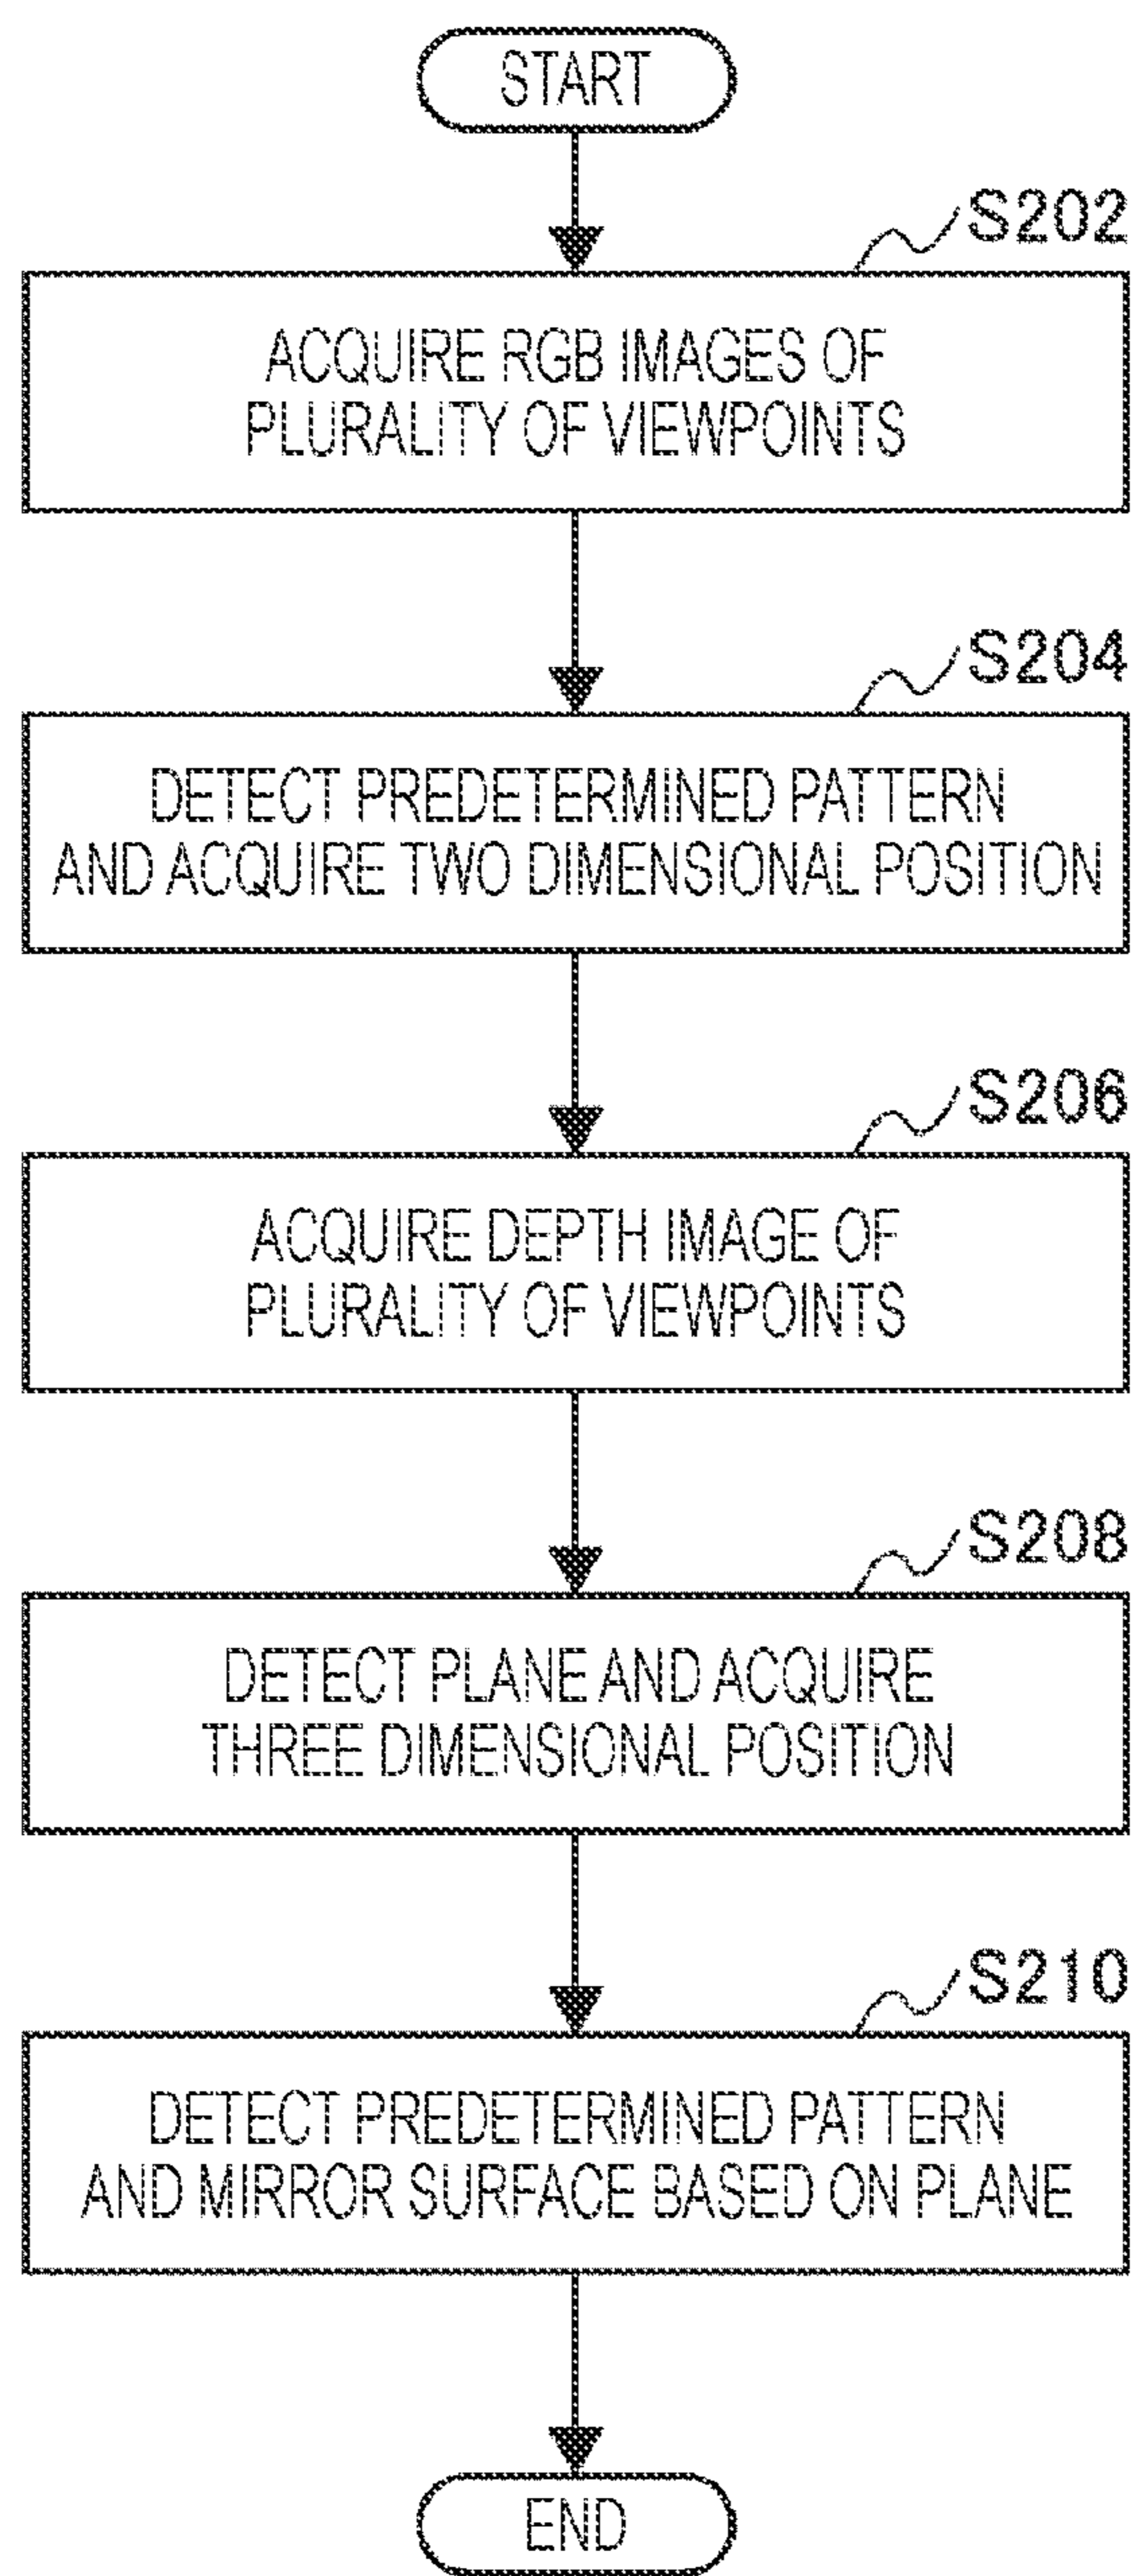 START
S202
ACQUIRE RGB IMAGES OF
PLURALITY OF VIEWPOINTS
S204
DETECT PREDETERMINED PATTERN
AND ACQUIRE TWO DIMENSIONAL POSITION
S206
ACQUIRE DEPTH IMAGE OF
PLURALITY OF VIEWPOINTS
S208
DETECT PLANE AND ACQUIRE
THREE DIMENSIONAL POSITION
S210
DETECT PREDETERMINED PATTERN
AND MIRROR SURFACE BASED ON PLANE
END